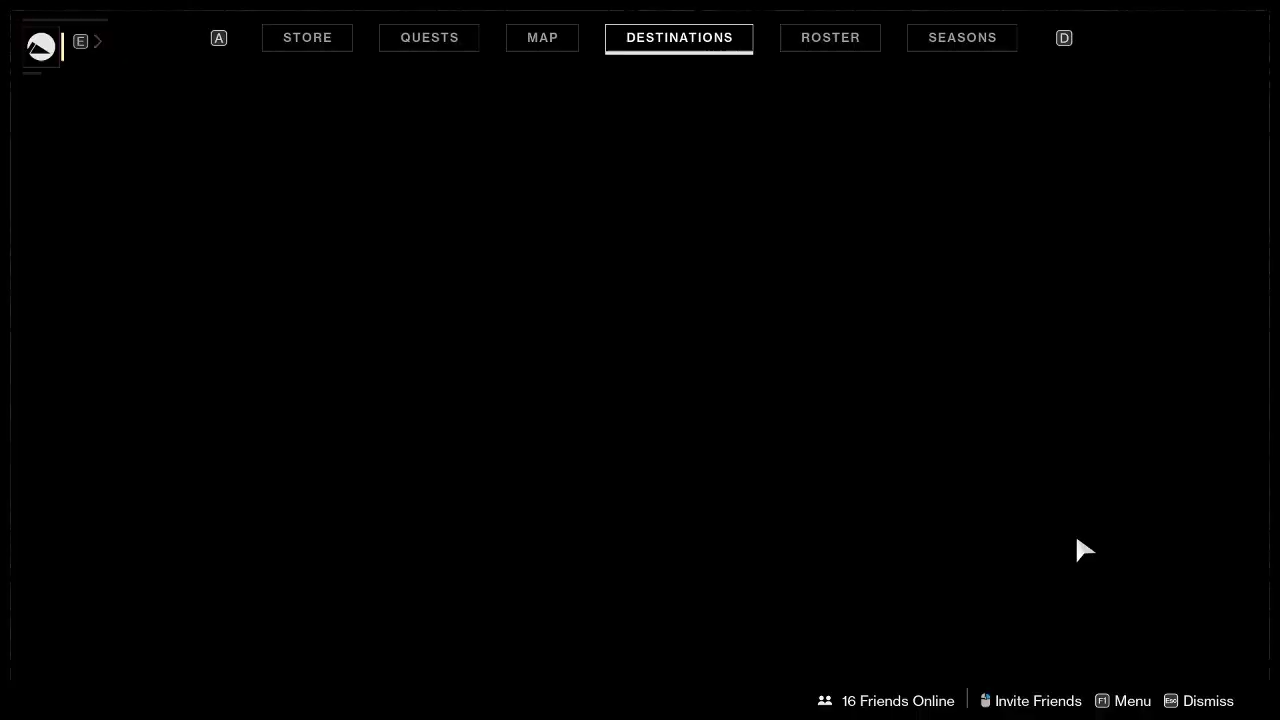 E
A
STORE
QUESTS
MAP
DESTINATIONS
ROSTER
SEASONS
D
16 Friends Online
Invite Friends
F1 Menu
Esc Dismiss